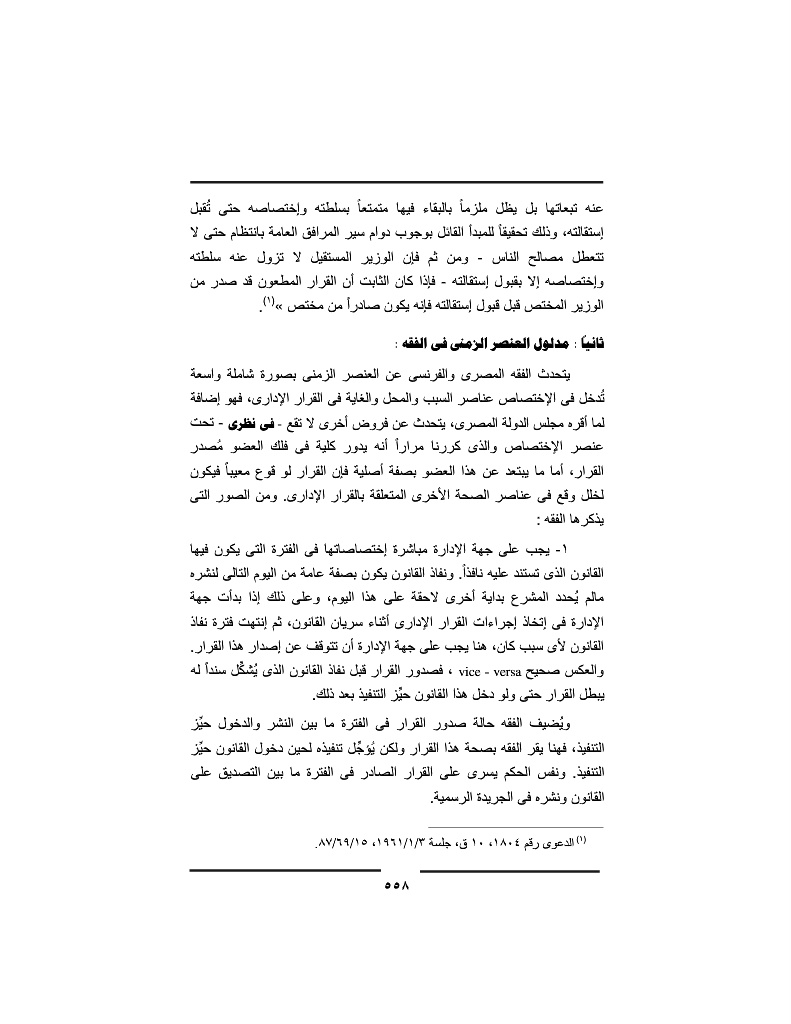 عنه تبعاتها بل يظل ملزماً بالبقاء فيها متمتعاً بسلطته وإختصاصه حتى تُقبل
إستقالته، وذلك تحقيقاً للمبدأ القائل بوجوب دوام سير المرافق العامة بانتظام حتى لا
تتعطل مصالح الناس - ومن ثم فإن الوزير المستقيل لا تزول عنه سلطته
وإختصاصه إلا بقبول إستقالته - فإذا كان الثابت أن القرار المطعون قد صدر من
الوزير المختص قبل قبول إستقالته فإنه يكون صادراً من مختص »(١).
ثانياً : مدلول العنصر الزمنى فى الفقه :
يتحدث الفقه المصرى والفرنسى عن العنصر الزمنى بصورة شاملة واسعة
تُدخل فى الإختصاص عناصر السبب والمحل والغاية فى القرار الإدارى، فهو إضافة
لما أقره مجلس الدولة المصرى، يتحدث عن فروض أخرى لا تقع - فى نظرى - تحت
عنصر الإختصاص والذى كررنا مراراً أنه يدور كلية فى فلك العضو مُصدر
القرار، أما ما يبتعد عن هذا العضو بصفة أصلية فإن القرار لو قوع معيباً فيكون
لخلل وقع فى عناصر الصحة الأخرى المتعلقة بالقرار الإدارى. ومن الصور التى
يذكرها الفقه :
١- يجب على جهة الإدارة مباشرة إختصاصاتها فى الفترة التى يكون فيها
القانون الذى تستند عليه نافذاً. ونفاذ القانون يكون بصفة عامة من اليوم التالى لنشره
مالم يُحدد المشرع بداية أخرى لاحقة على هذا اليوم، وعلى ذلك إذا بدأت جهة
الإدارة فى إتخاذ إجراءات القرار الإدارى أثناء سريان القانون، ثم إنتهت فترة نفاذ
القانون لأى سبب كان، هنا يجب على جهة الإدارة أن تتوقف عن إصدار هذا القرار.
والعكس صحيح vice - versa ، فصدور القرار قبل نفاذ القانون الذى يُشكِّل سنداً له
يبطل القرار حتى ولو دخل هذا القانون حيِّز التنفيذ بعد ذلك.
ويُضيف الفقه حالة صدور القرار فى الفترة ما بين النشر والدخول حيِّز
التنفيذ، فهنا يقر الفقه بصحة هذا القرار ولكن يُؤجِّل تنفيذه لحين دخول القانون حيِّز
التنفيذ. ونفس الحكم يسرى على القرار الصادر فى الفترة ما بين التصديق على
القانون ونشره فى الجريدة الرسمية.
(١) الدعوى رقم ١٨٠٤، ١٠ ق، جلسة ١٩٦١/١/٣، ٨٧/٦٩/١٥.
٥٥٨